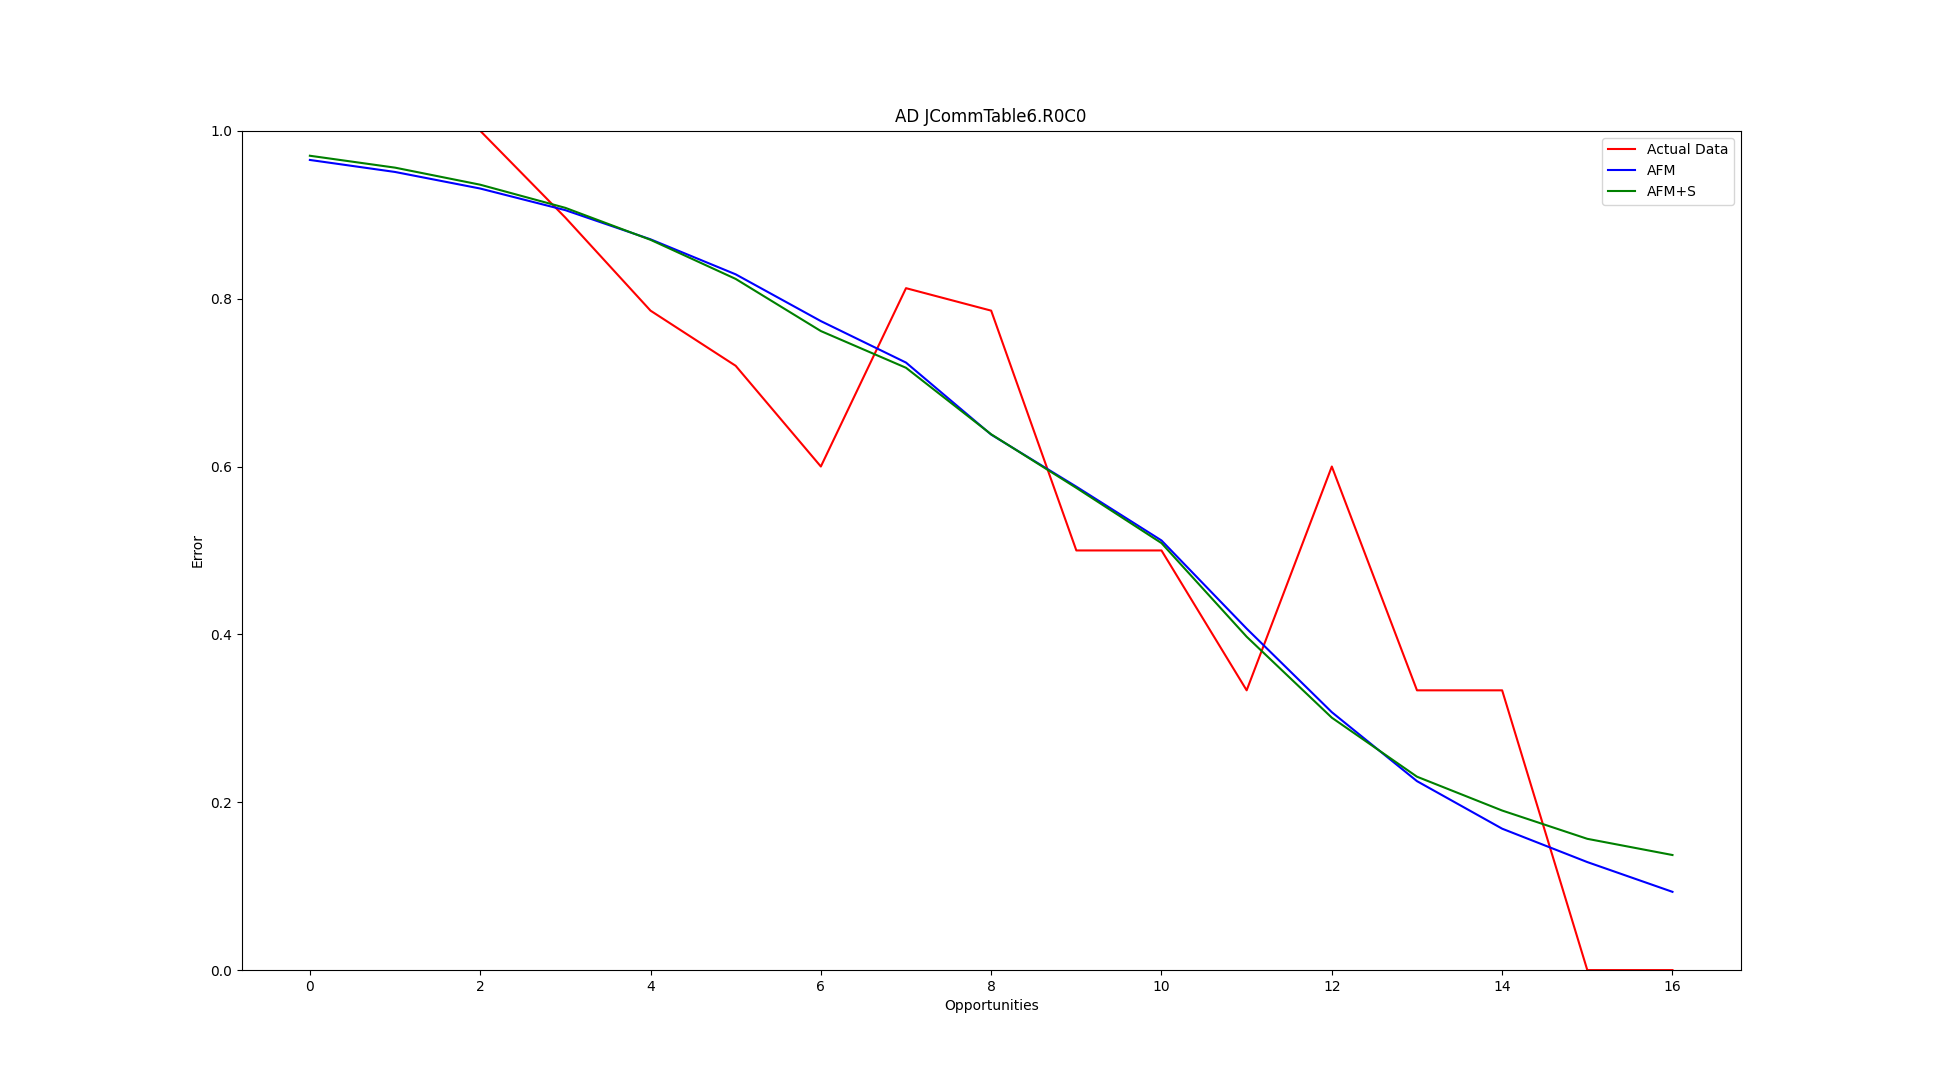 AD JCommTable6.R0C0
Actual Data
AFM
AFM+S
1.0
0.8
0.6
0.4
0.2
0.0
Error
0 2 4 6 8 10 12 14 16
Opportunities